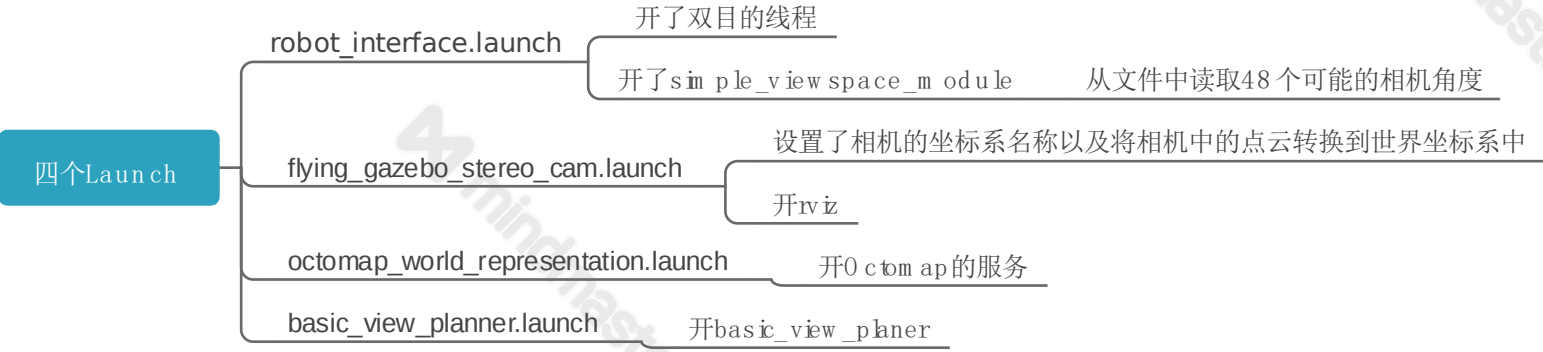 开了双目的线程
robot_interface.launch
开了simple_viewspace_module
从文件中读取48个可能的相机角度
设置了相机的坐标系名称以及将相机中的点云转换到世界坐标系中
四个Launch
flying_gazebo_stereo_cam.launch
开rviz
octomap_world_representation.launch
开Octomap的服务
basic_view_planner.launch
开basic_view_planer
mindmaster